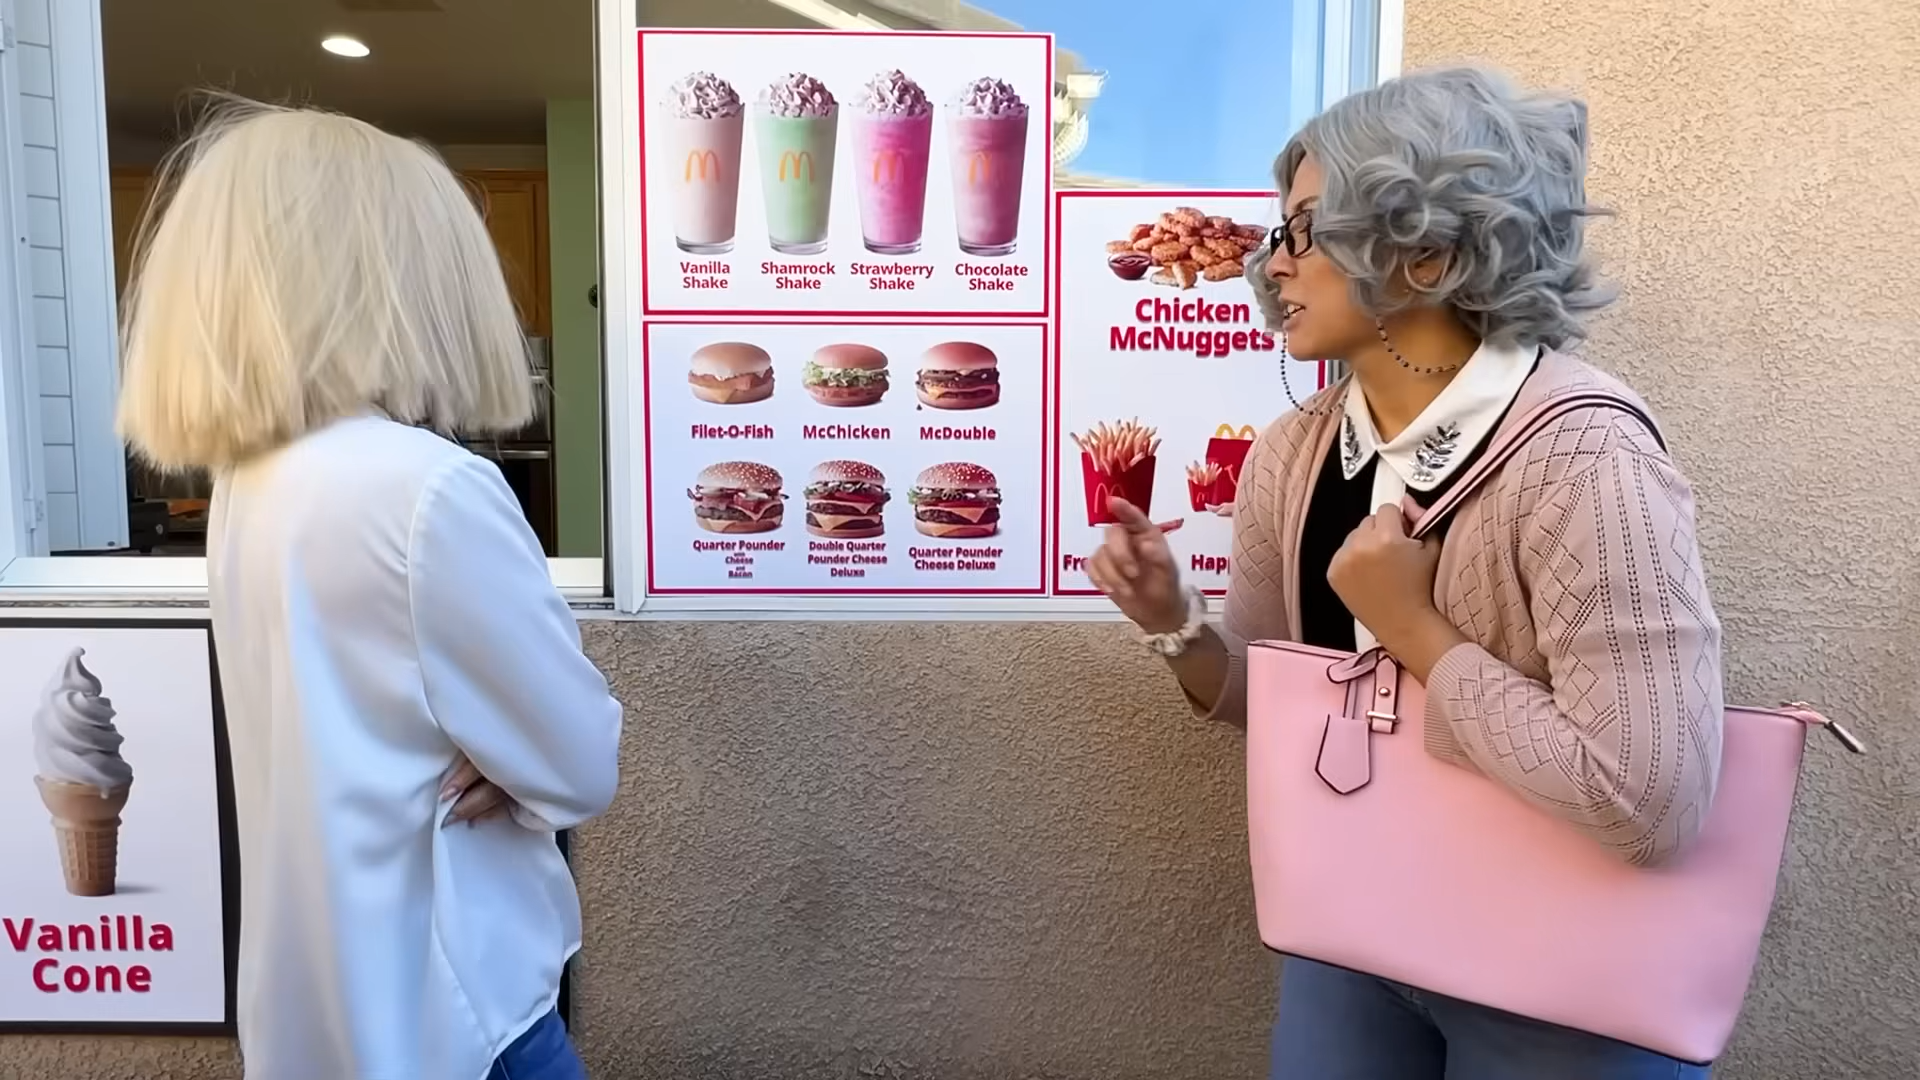 Vanilla
Shake
Shamrock
Shake
Strawberry
Shake
Chocolate
Shake
Chicken
McNuggets
Filet-O-Fish
McChicken
McDouble
Quarter Pounder
with
Cheese
and
Bacon
Double Quarter
Pounder Cheese
Deluxe
Quarter Pounder
Cheese Deluxe
Vanilla
Cone